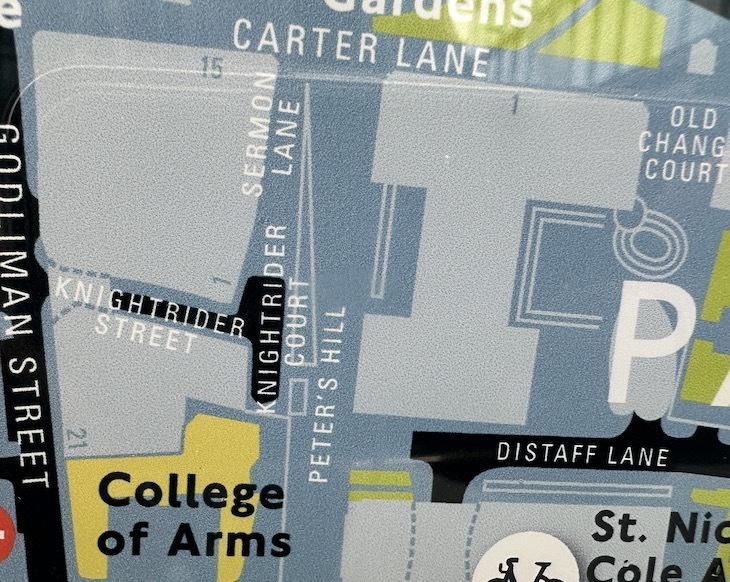 Gardens
CARTER LANE
15
1
SERMON
LANE
OLD
CHANG
COURT
GODLIMAN STREET
KNIGHTRIDER
STREET
1
KNIGHTRIDER
COURT
PETER'S HILL
P
DISTAFF LANE
21
College
of Arms
St. Nic
Cole A